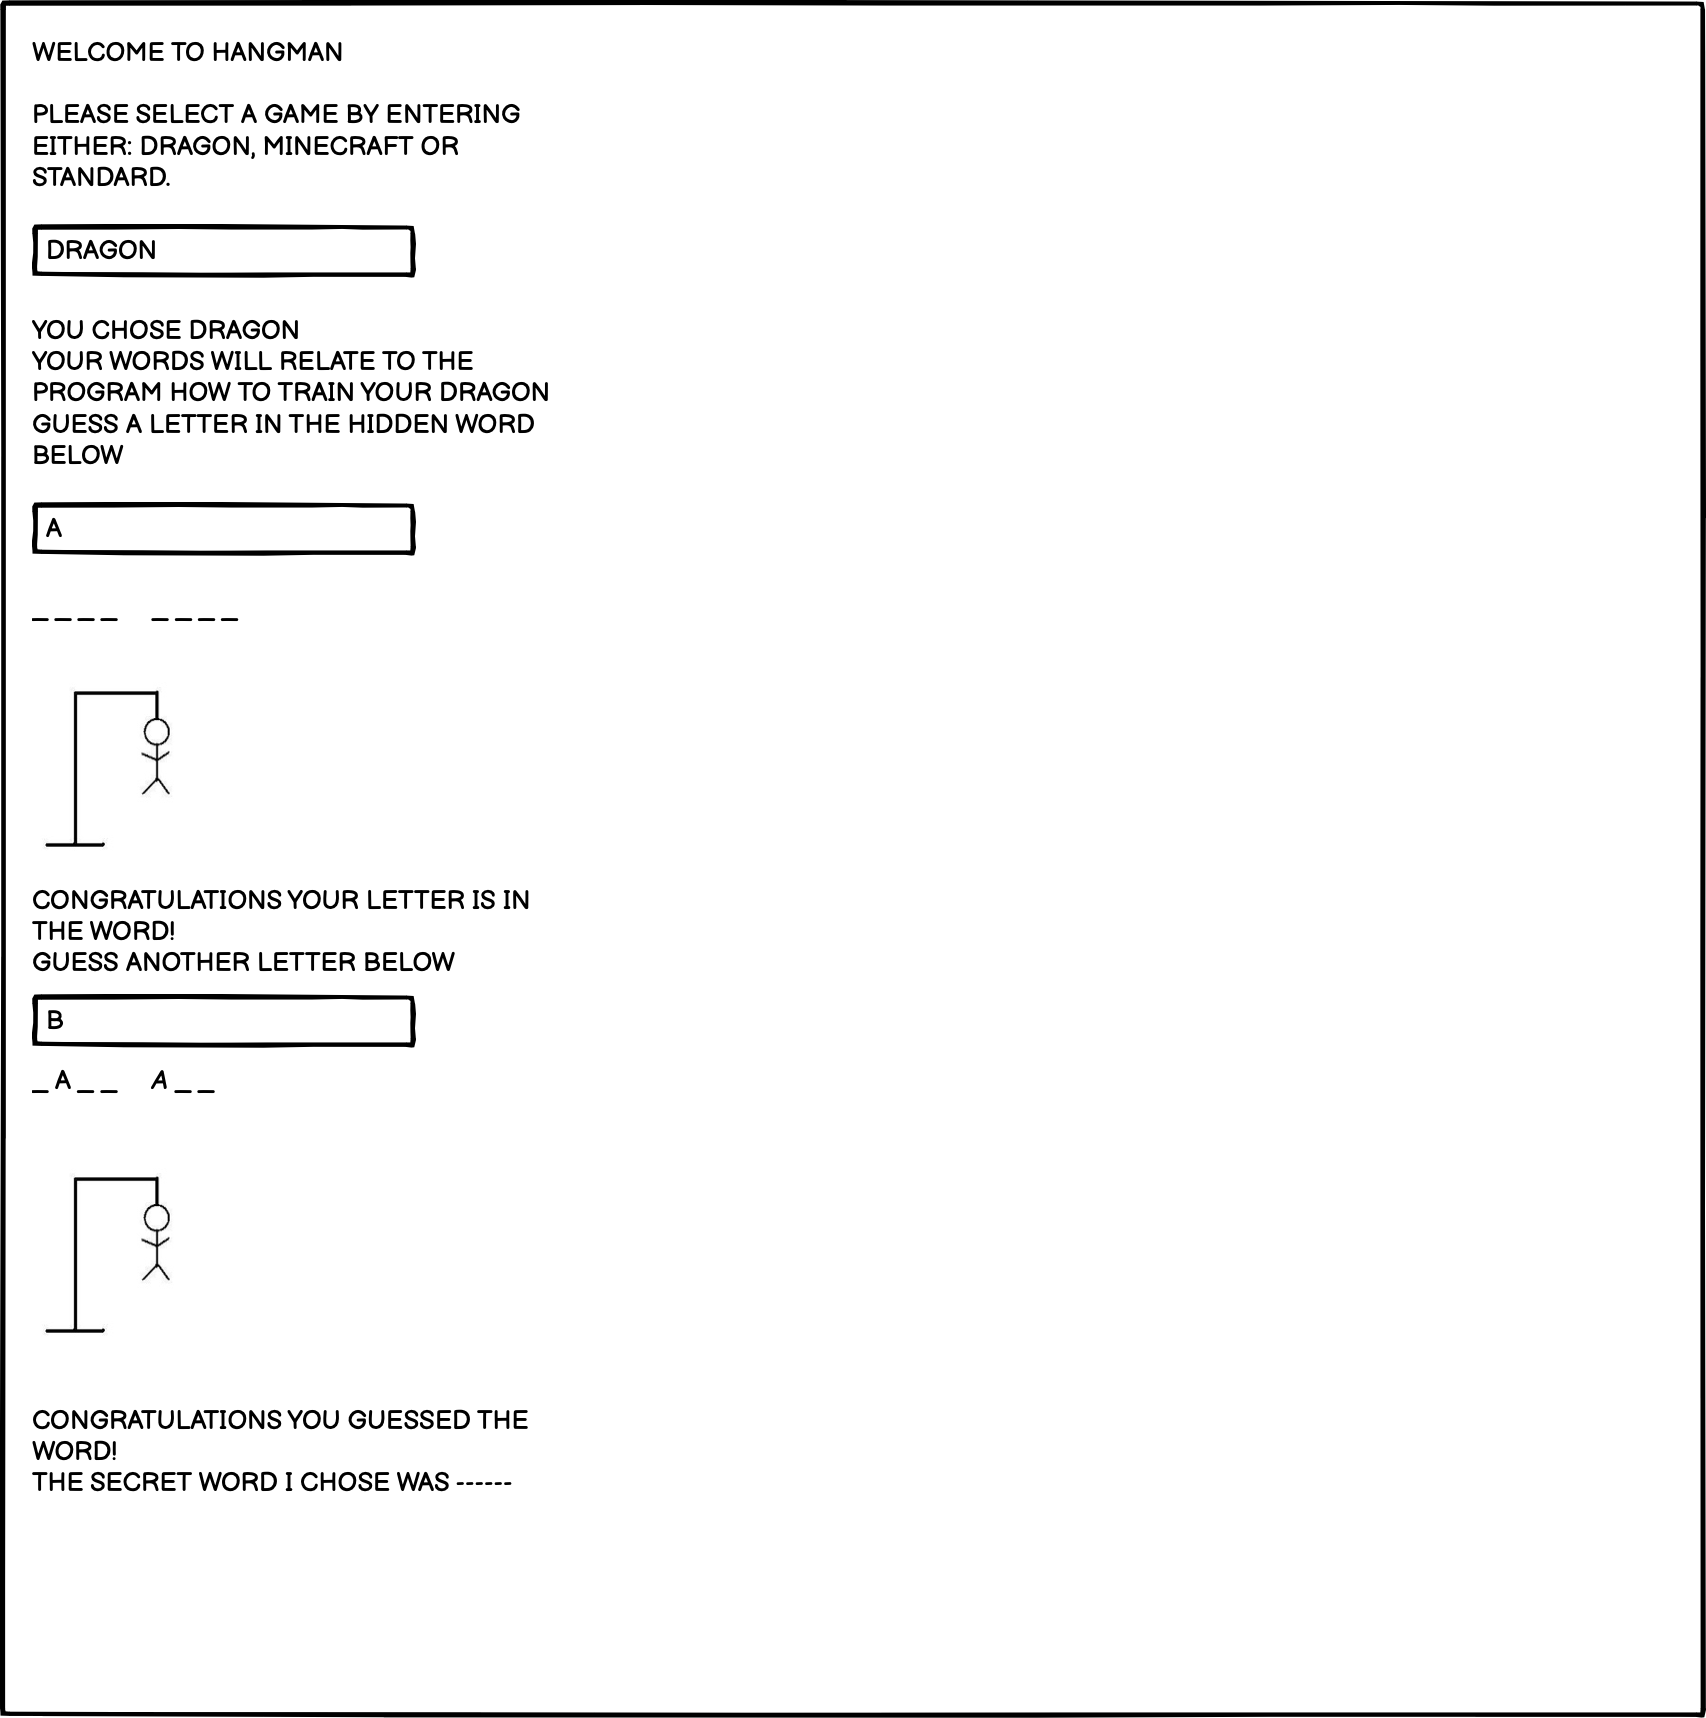 WELCOME TO HANGMAN
PLEASE SELECT A GAME BY ENTERING
EITHER: DRAGON, MINECRAFT OR
STANDARD.
DRAGON
YOU CHOSE DRAGON
YOUR WORDS WILL RELATE TO THE
PROGRAM HOW TO TRAIN YOUR DRAGON
GUESS A LETTER IN THE HIDDEN WORD
BELOW
A
_ _ _ _   _ _ _ _
CONGRATULATIONS YOUR LETTER IS IN
THE WORD!
GUESS ANOTHER LETTER BELOW
B
_ A _ _   A _ _
CONGRATULATIONS YOU GUESSED THE
WORD!
THE SECRET WORD I CHOSE WAS ------